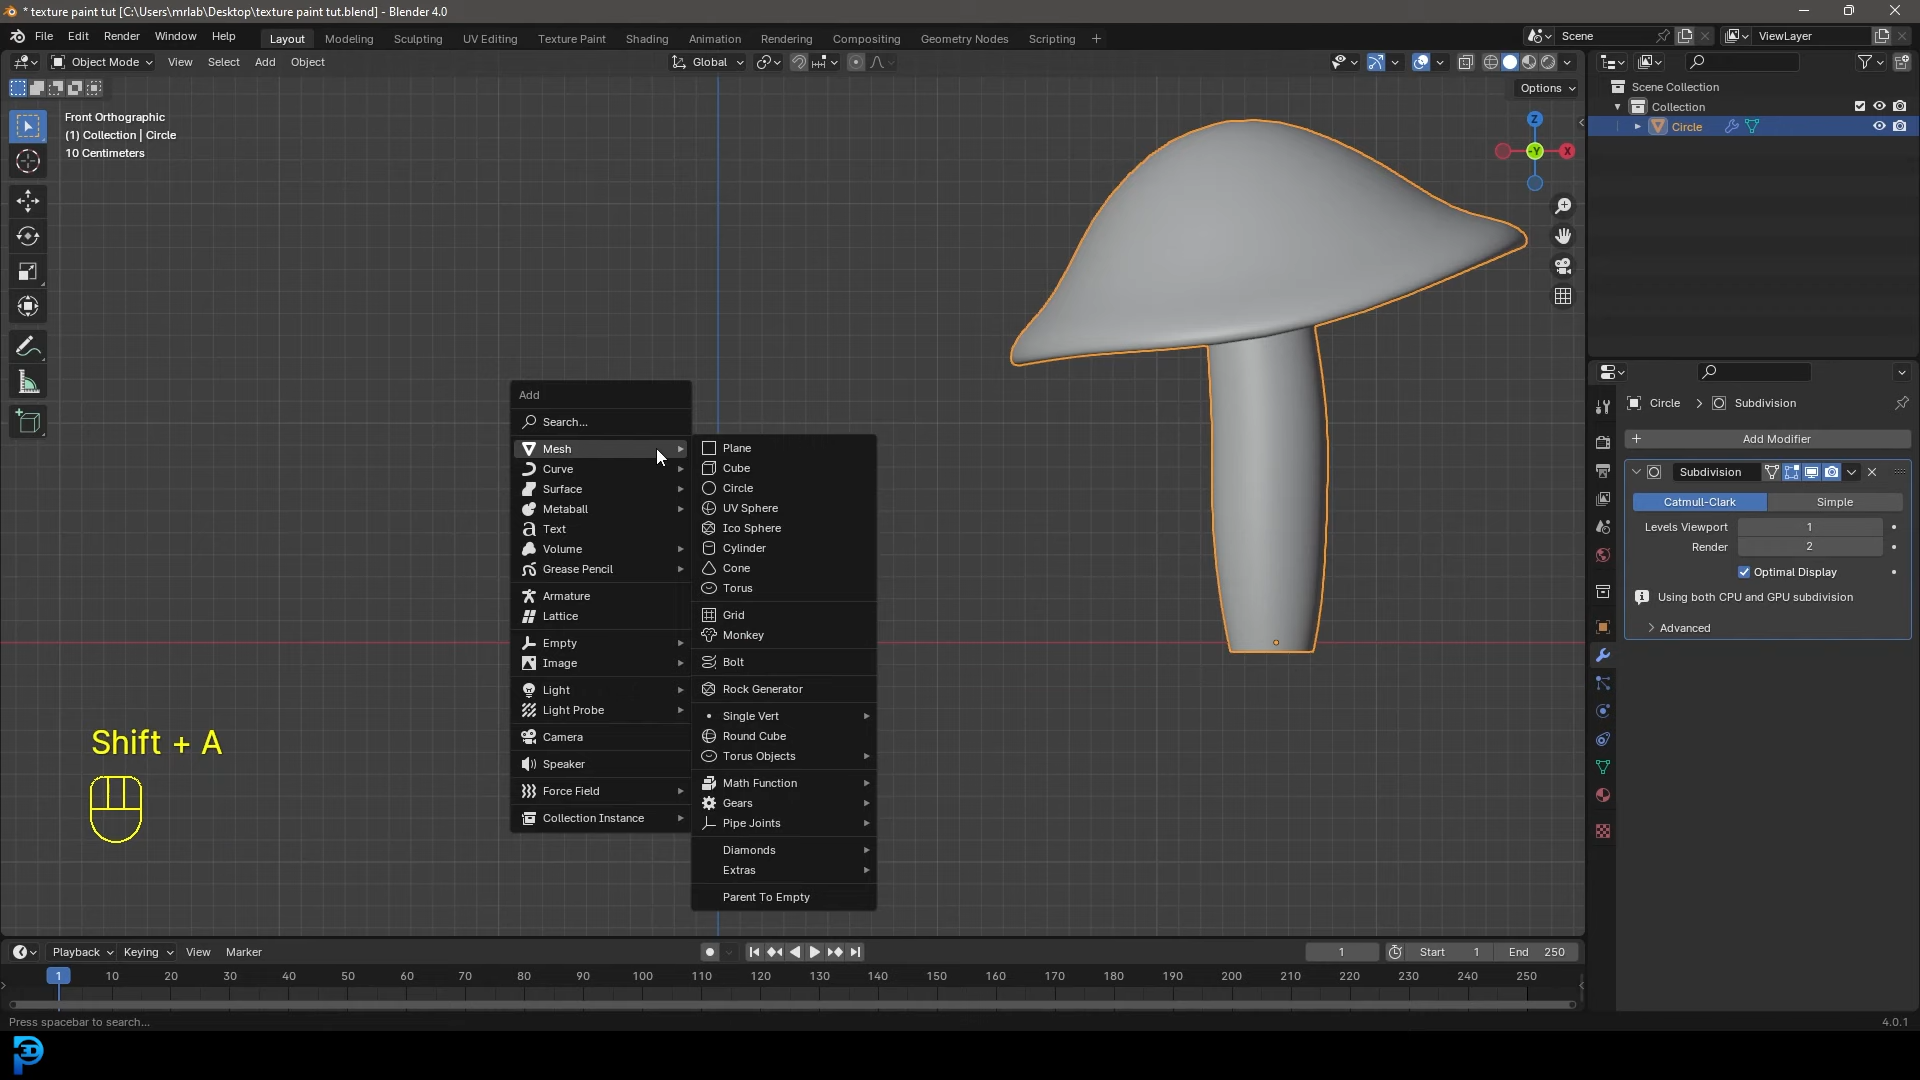 * texture paint tut [C:\Users\mrlab\Desktop\texture paint tut.blend] - Blender 4.0
File Edit Render Window Help
Layout Modeling Sculpting UV Editing Texture Paint Shading Animation Rendering Compositing Geometry Nodes Scripting +
Scene
ViewLayer
Object Mode View Select Add Object
Global
Options
Front Orthographic
(1) Collection | Circle
10 Centimeters
Z
-Y
X
Scene Collection
Collection
Circle
Add
Search...
Mesh
Curve
Surface
Metaball
Text
Volume
Grease Pencil
Armature
Lattice
Empty
Image
Light
Light Probe
Camera
Speaker
Force Field
Collection Instance
Plane
Cube
Circle
UV Sphere
Ico Sphere
Cylinder
Cone
Torus
Grid
Monkey
Bolt
Rock Generator
Single Vert
Round Cube
Torus Objects
Math Function
Gears
Pipe Joints
Diamonds
Extras
Parent To Empty
Shift + A
Circle > Subdivision
+ Add Modifier
Subdivision
Catmull-Clark Simple
Levels Viewport 1
Render 2
Optimal Display
Using both CPU and GPU subdivision
Advanced
Playback Keying View Marker
1 Start 1 End 250
1 10 20 30 40 50 60 70 80 90 100 110 120 130 140 150 160 170 180 190 200 210 220 230 240 250
Press spacebar to search...
4.0.1